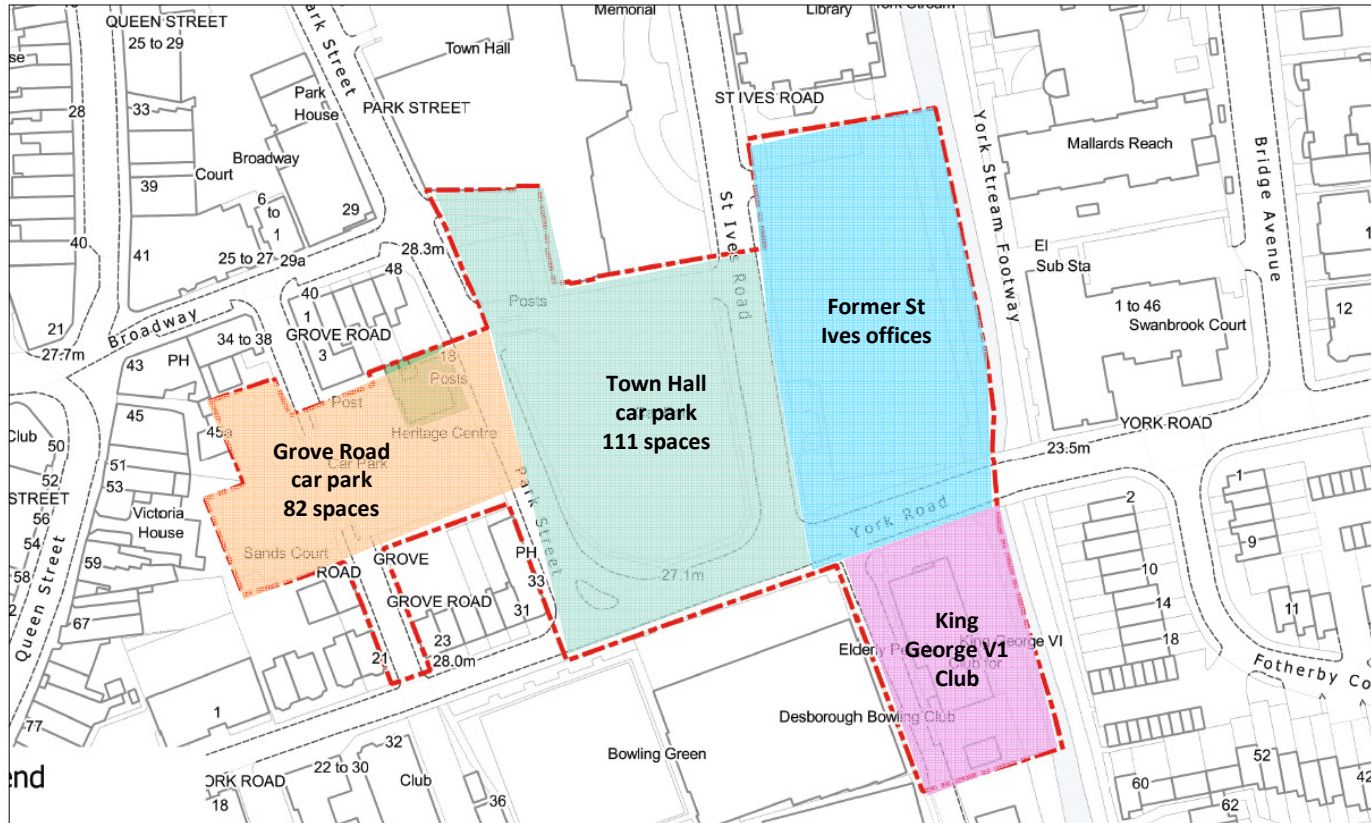 QUEEN STREET
25 to 29
Park Street
Town Hall
Memorial
Library
York Stream
28
33
Park
House
PARK STREET
ST IVES ROAD
Mallards Reach
Bridge Avenue
39
Court
Broadway
6
to
1
29
40
41
25 to 27
29a
28.3m
48
St Ives Road
York Stream Footway
El
Sub Sta
1 to 46
Swanbrook Court
12
Former St
Ives offices
Posts
40
1
GROVE ROAD
3
Broadway
34 to 38
21
27.7m
43
PH
18
Posts
Post
Heritage Centre
Town Hall
car park
111 spaces
45
45a
Club
50
51
52
53
STREET
56
54
58
59
Victoria
House
Grove Road
car park
82 spaces
Car Park
Sands Court
Park Street
YORK ROAD
23.5m
York Road
27.1m
GROVE
ROAD
GROVE ROAD
PH
33
31
23
21
28.0m
Queen Street
67
77
1
King
George V1
Club
King George VI
Club for
Desborough Bowling Club
Bowling Green
2
1
9
10
14
18
11
Fotherby Co
end
32
22 to 30
Club
36
18
60
62
52
42